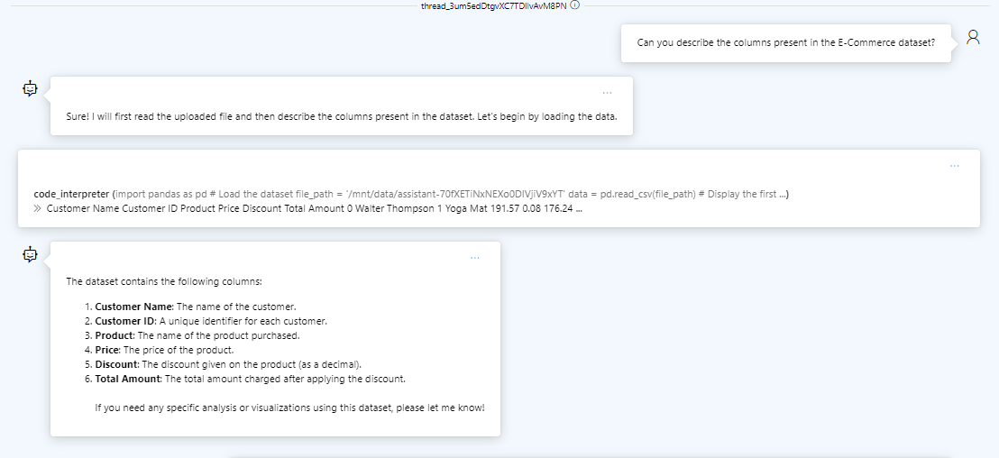 thread_3um5edDtgvXC7TDIlvAvM8PN
Can you describe the columns present in the E-Commerce dataset?
...
Sure! I will first read the uploaded file and then describe the columns present in the dataset. Let's begin by loading the data.
...
code_interpreter (import pandas as pd # Load the dataset file_path = '/mnt/data/assistant-70fXETiNxNEXo0DIVjiV9xYT' data = pd.read_csv(file_path) # Display the first ...)
» Customer Name Customer ID Product Price Discount Total Amount 0 Walter Thompson 1 Yoga Mat 191.57 0.08 176.24 ...
...
The dataset contains the following columns:
1. Customer Name: The name of the customer.
2. Customer ID: A unique identifier for each customer.
3. Product: The name of the product purchased.
4. Price: The price of the product.
5. Discount: The discount given on the product (as a decimal).
6. Total Amount: The total amount charged after applying the discount.
If you need any specific analysis or visualizations using this dataset, please let me know!